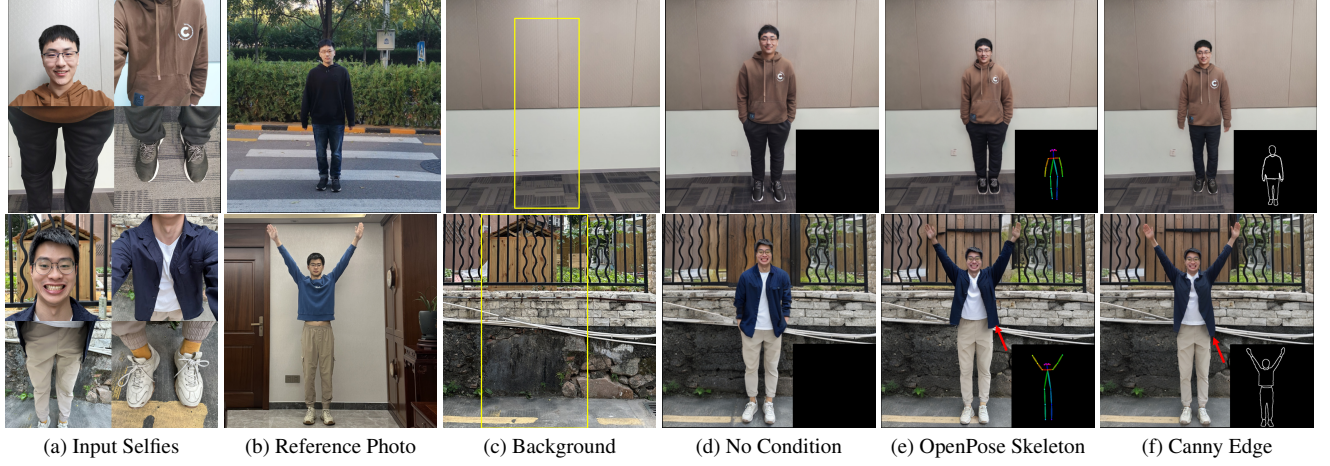 C
C
C
C
(a) Input Selfies
(b) Reference Photo
(c) Background
(d) No Condition
(e) OpenPose Skeleton
(f) Canny Edge